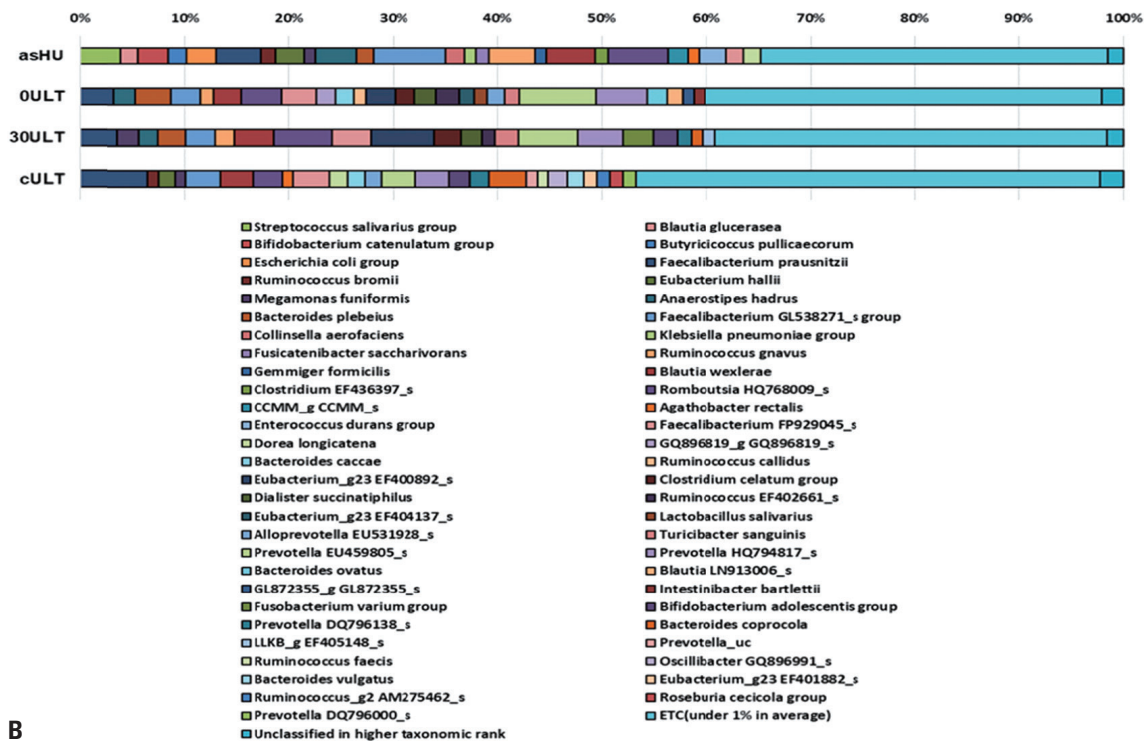 0% 10% 20% 30% 40% 50% 60% 70% 80% 90% 100%
asHU
0ULT
30ULT
cULT
Streptococcus salivarius group Blautia glucerasea
Bifidobacterium catenulatum group Butyricicoccus pullicaecorum
Escherichia coli group Faecalibacterium prausnitzii
Ruminococcus bromii Eubacterium hallii
Megamonas funiformis Anaerostipes hadrus
Bacteroides plebeius Faecalibacterium GL538271_s group
Collinsella aerofaciens Klebsiella pneumoniae group
Fusicatenibacter saccharivorans Ruminococcus gnavus
Gemmiger formicilis Blautia wexlerae
Clostridium EF436397_s Romboutsia HQ768009_s
CCMM_g CCMM_s Agathobacter rectalis
Enterococcus durans group Faecalibacterium FP929045_s
Dorea longicatena GQ896819_g GQ896819_s
Bacteroides caccae Ruminococcus callidus
Eubacterium_g23 EF400892_s Clostridium celatum group
Dialister succinatiphilus Ruminococcus EF402661_s
Eubacterium_g23 EF404137_s Lactobacillus salivarius
Alloprevotella EU531928_s Turicibacter sanguinis
Prevotella EU459805_s Prevotella HQ794817_s
Bacteroides ovatus Blautia LN913006_s
GL872355_g GL872355_s Intestinibacter bartlettii
Fusobacterium varium group Bifidobacterium adolescentis group
Prevotella DQ796138_s Bacteroides coprocola
LLKB_g EF405148_s Prevotella_uc
Ruminococcus faecis Oscillibacter GQ896991_s
Bacteroides vulgatus Eubacterium_g23 EF401882_s
Ruminococcus_g2 AM275462_s Roseburia cecicola group
Prevotella DQ796000_s ETC(under 1% in average)
Unclassified in higher taxonomic rank
B